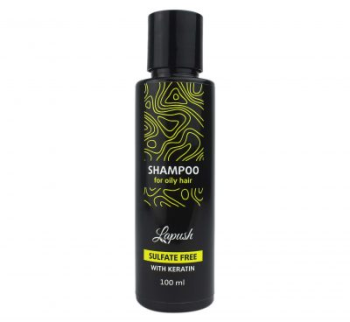 SHAMPOO
for oily hair
Lapush
SULFATE FREE
WITH KERATIN
100 ml